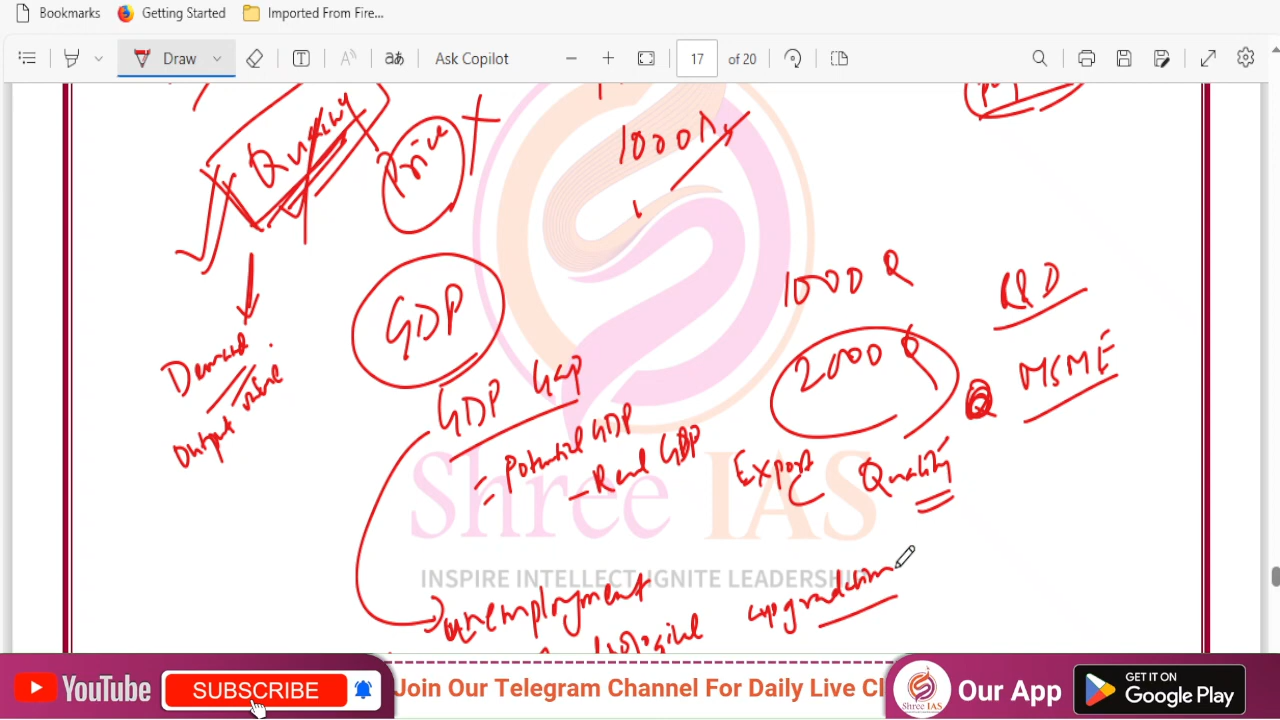 Bookmarks Getting Started Imported From Fire...
Draw Ask Copilot 17 of 20
Quality Price
1000
GDP
1000 Q
R&D
2000 Q
MSME
Demand
Output
GDP Gap
= Potential GDP
- Real GDP
Export Quality
Shree IAS
INSPIRE INTELLECT IGNITE LEADERSHIP
unemployment
upgradation
YouTube SUBSCRIBE Join Our Telegram Channel For Daily Live Cl Shree IAS Our App GET IT ON Google Play